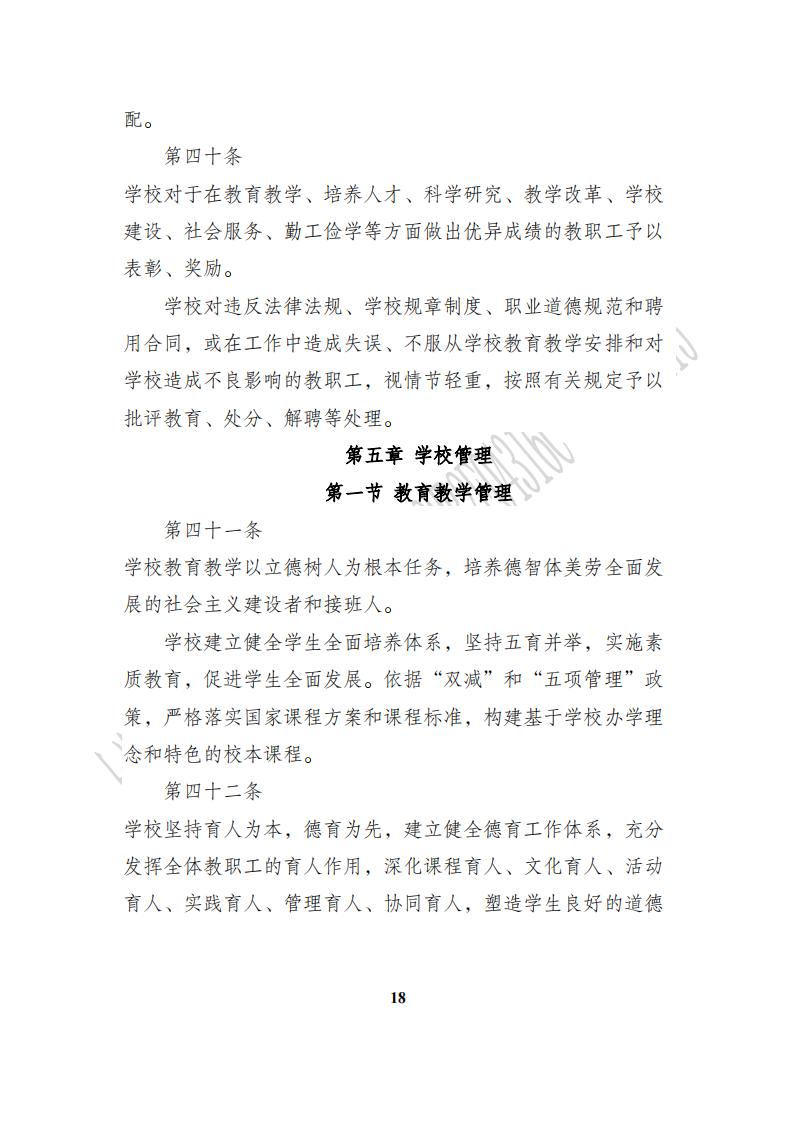 配。
第四十条
学校对于在教育教学、培养人才、科学研究、教学改革、学校
建设、社会服务、勤工俭学等方面做出优异成绩的教职工予以
表彰、奖励。
学校对违反法律法规、学校规章制度、职业道德规范和聘
用合同，或在工作中造成失误、不服从学校教育教学安排和对
学校造成不良影响的教职工，视情节轻重，按照有关规定予以
批评教育、处分、解聘等处理。
第五章 学校管理
第一节 教育教学管理
第四十一条
学校教育教学以立德树人为根本任务，培养德智体美劳全面发
展的社会主义建设者和接班人。
学校建立健全学生全面培养体系，坚持五育并举，实施素
质教育，促进学生全面发展。依据“双减”和“五项管理”政
策，严格落实国家课程方案和课程标准，构建基于学校办学理
念和特色的校本课程。
第四十二条
学校坚持育人为本，德育为先，建立健全德育工作体系，充分
发挥全体教职工的育人作用，深化课程育人、文化育人、活动
育人、实践育人、管理育人、协同育人，塑造学生良好的道德
18